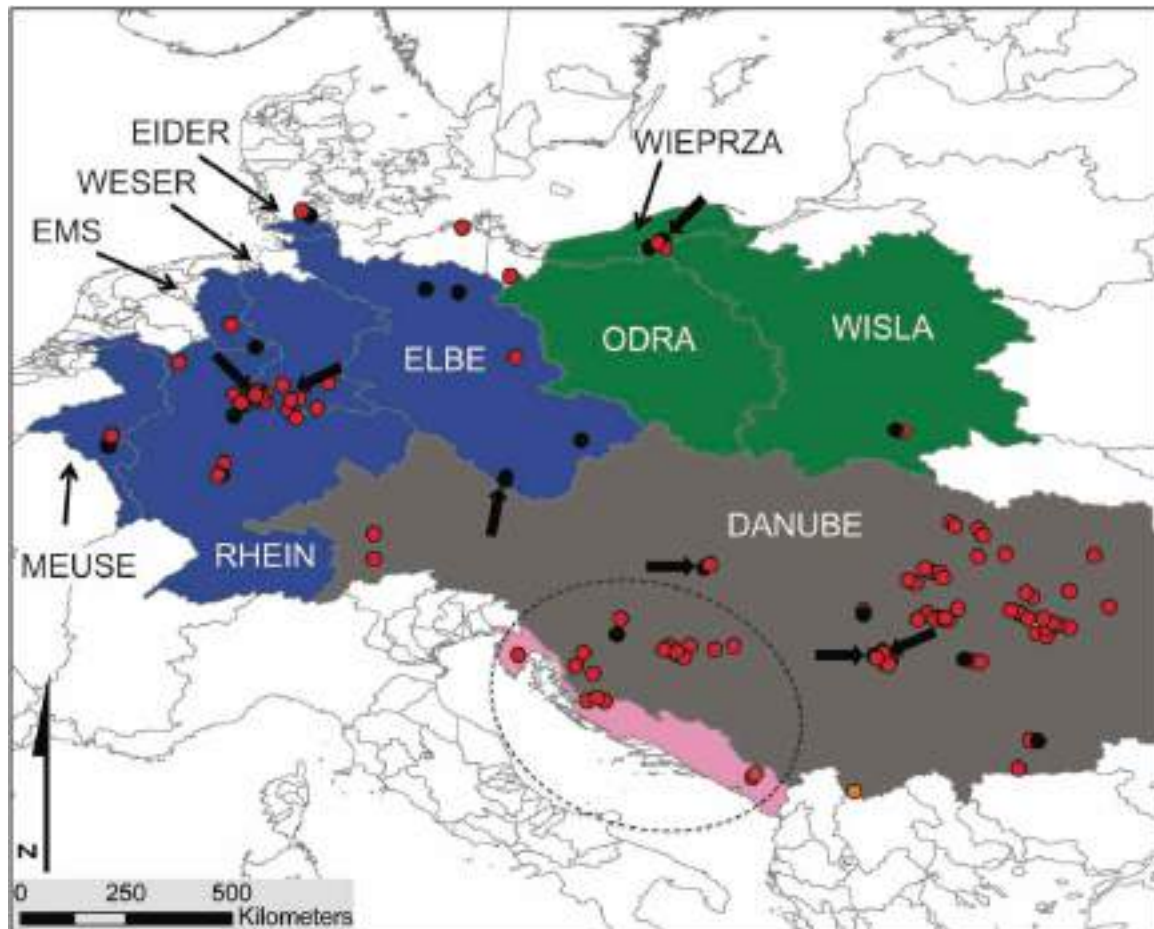 EIDER
WIEPRZA
WESER
EMS
ELBE
ODRA
WISLA
DANUBE
MEUSE
RHEIN
N
0 250 500
Kilometers